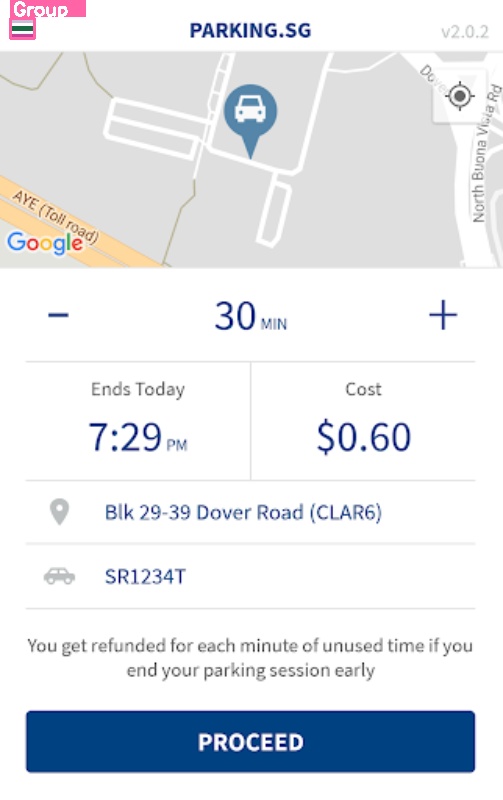 Group
PARKING.SG
v2.0.2
North Buona Vista Rd
AYE (Toll road)
Google
30 MIN
Ends Today
Cost
7:29 PM
$0.60
Blk 29-39 Dover Road (CLAR6)
SR1234T
You get refunded for each minute of unused time if you
end your parking session early
PROCEED